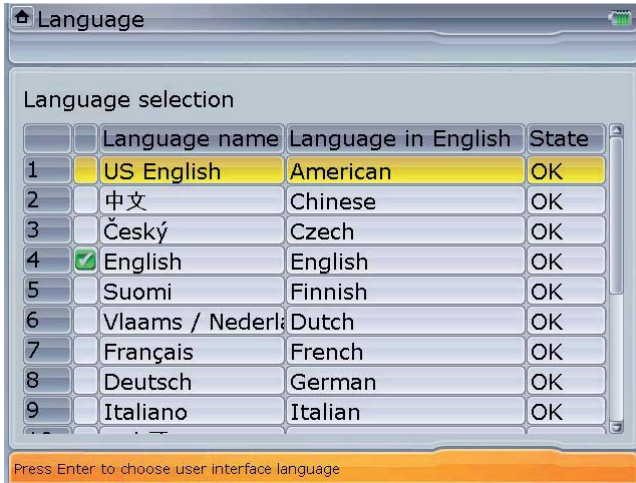 Language
Language selection
Language name Language in English State
1 US English American OK
2 中文 Chinese OK
3 Český Czech OK
4 English English OK
5 Suomi Finnish OK
6 Vlaams / Nederl Dutch OK
7 Français French OK
8 Deutsch German OK
9 Italiano Italian OK
Press Enter to choose user interface language